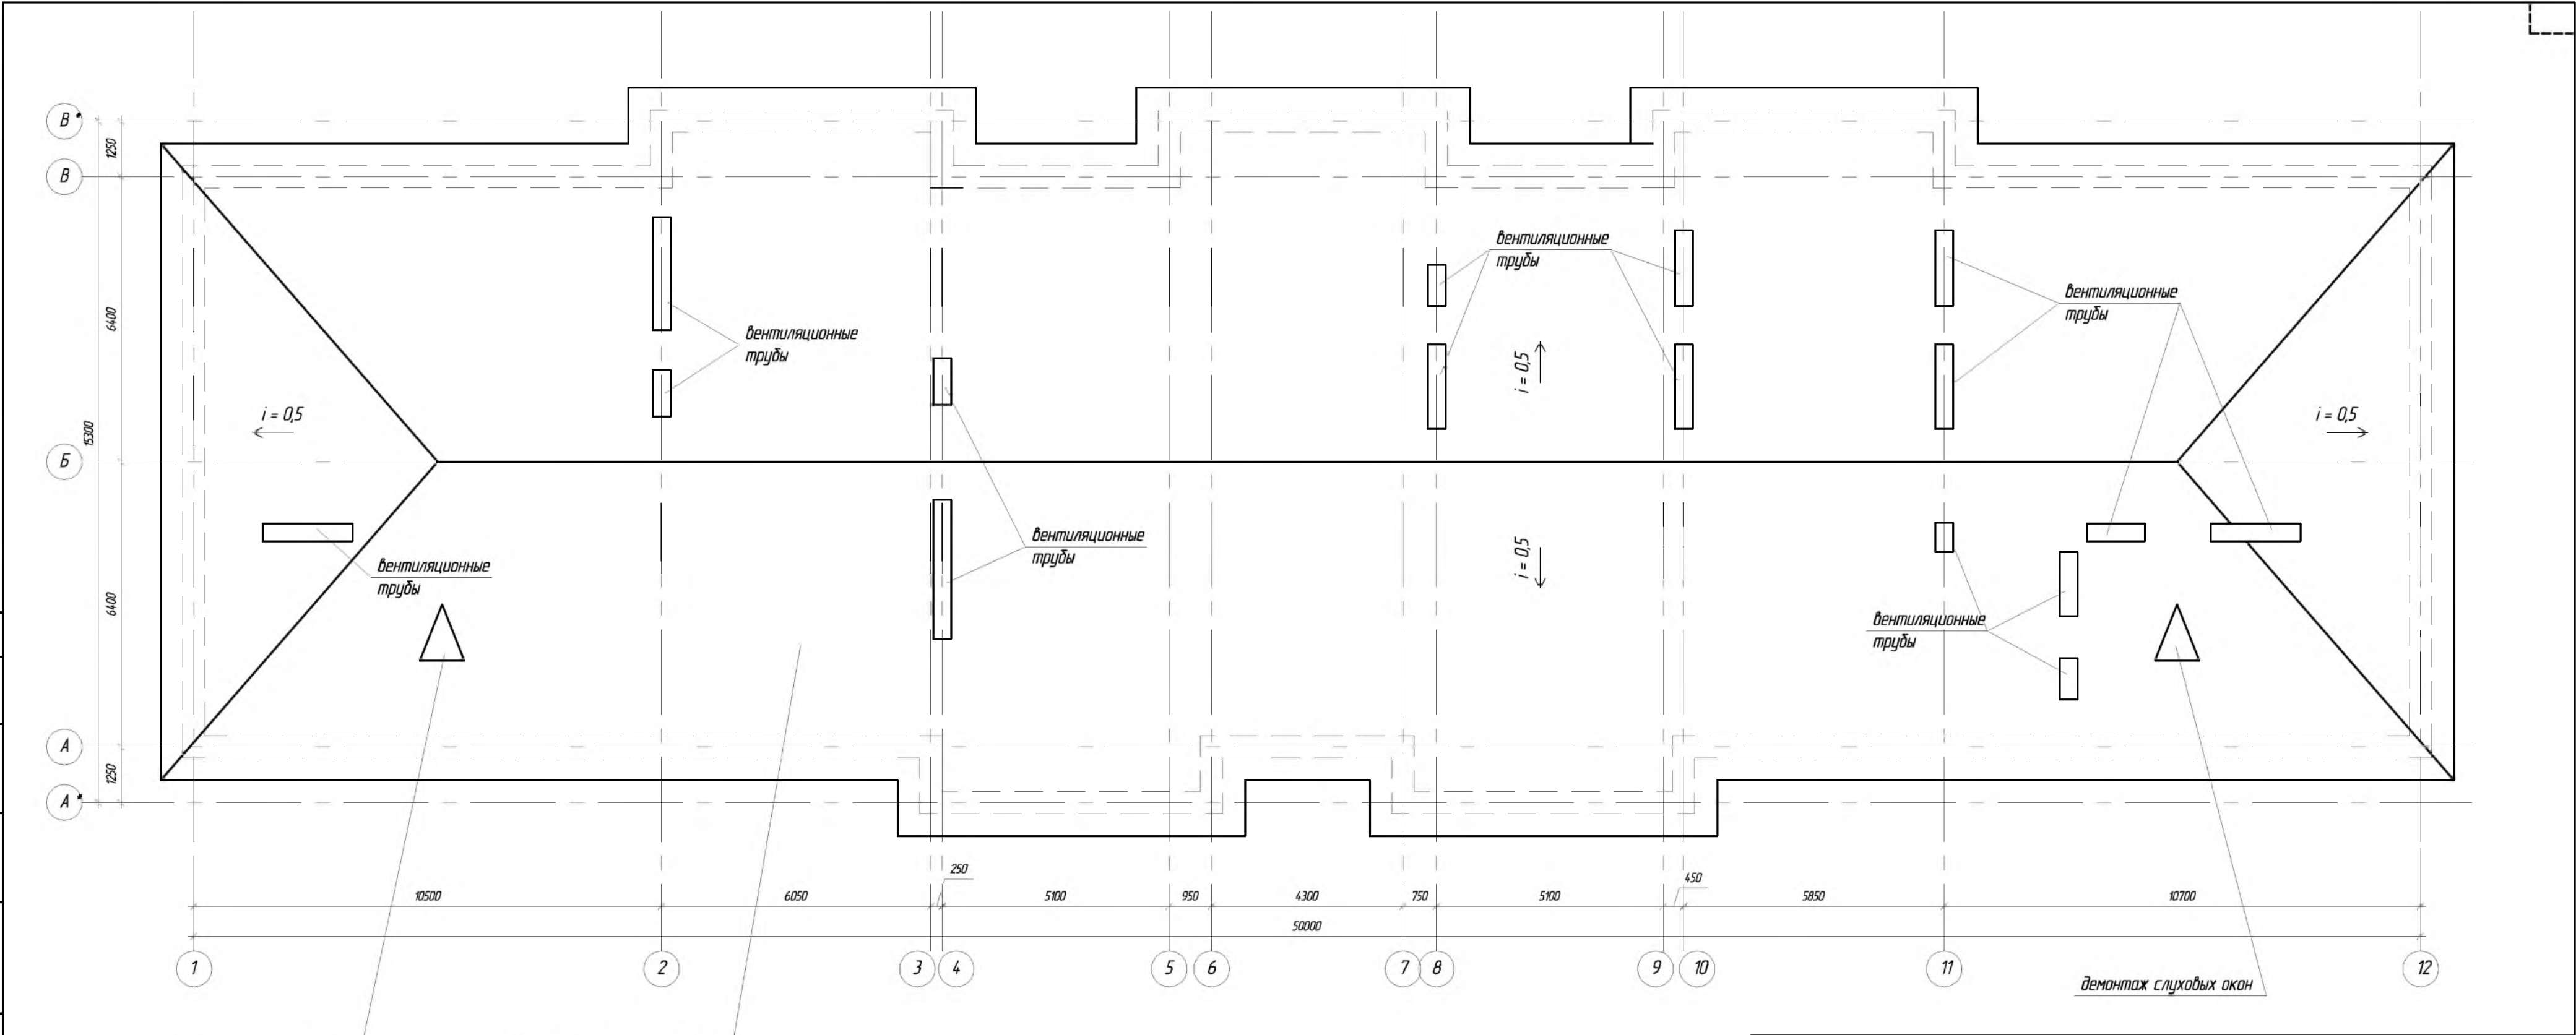 В"
1250
В
6400
15300
Б
6400
А
1250
А"
вентиляционные
трубы
вентиляционные
трубы
вентиляционные
трубы
i = 0,5
вентиляционные
трубы
i = 0,5
i = 0,5
вентиляционные
трубы
i = 0,5
вентиляционные
трубы
250
450
10500
6050
5100
950
4300
750
5100
5850
10700
50000
1
2
3
4
5
6
7
8
9
10
11
12
демонтаж слуховых окон